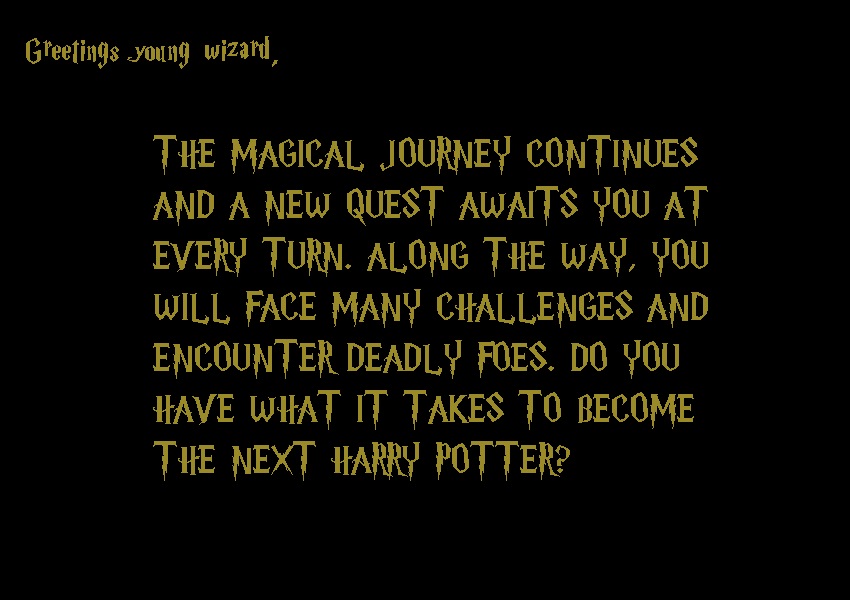 Greetings young wizard,
THE MAGICAL JOURNEY CONTINUES
AND A NEW QUEST AWAITS YOU AT
EVERY TURN. ALONG THE WAY, YOU
WILL FACE MANY CHALLENGES AND
ENCOUNTER DEADLY FOES. DO YOU
HAVE WHAT IT TAKES TO BECOME
THE NEXT HARRY POTTER?